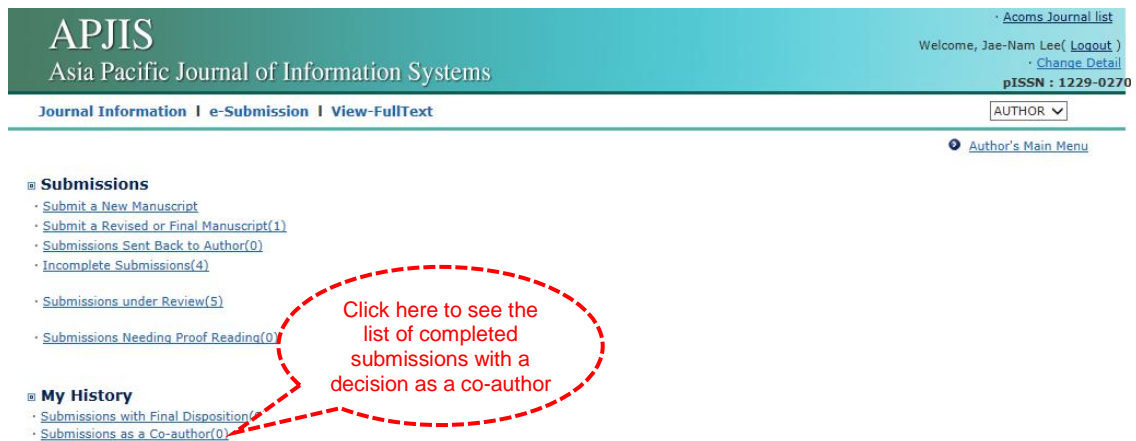 APJIS
Asia Pacific Journal of Information Systems
· Acoms Journal list
Welcome, Jae-Nam Lee( Logout )
· Change Detail
pISSN : 1229-0270
Journal Information l e-Submission l View-FullText
AUTHOR
Author's Main Menu
Submissions
· Submit a New Manuscript
· Submit a Revised or Final Manuscript(1)
· Submissions Sent Back to Author(0)
· Incomplete Submissions(4)
· Submissions under Review(5)
· Submissions Needing Proof Reading(0)
Click here to see the
list of completed
submissions with a
decision as a co-author
My History
· Submissions with Final Disposition(
· Submissions as a Co-author(0)